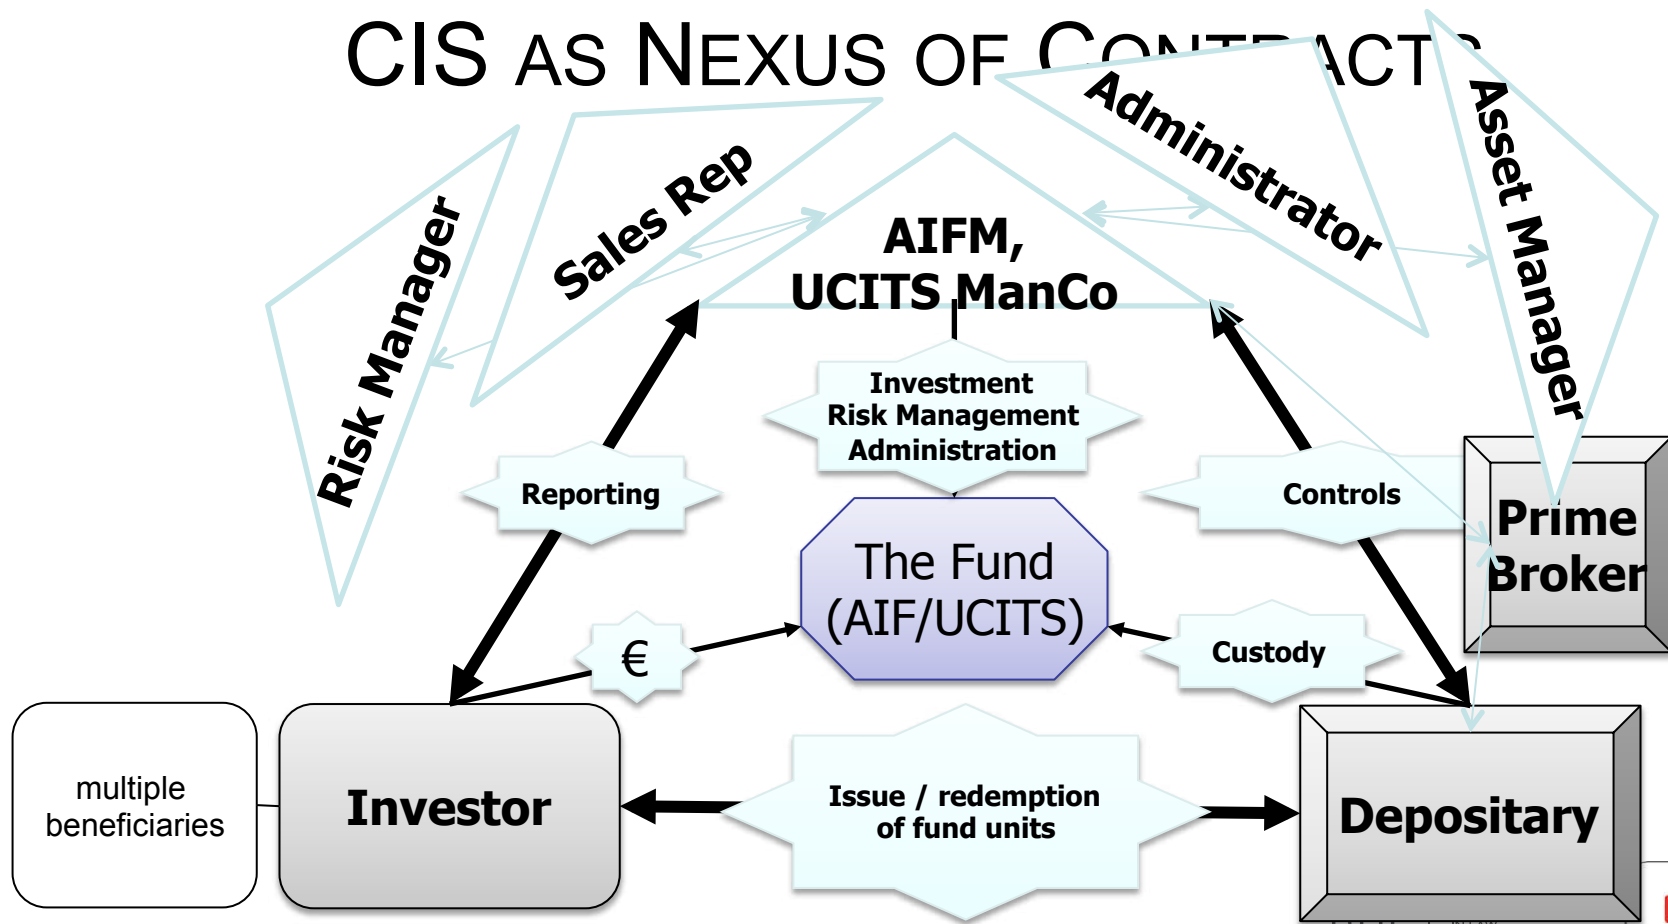 CIS AS NEXUS OF CONTRACTS
Administrator
Asset Manager
Sales Rep
Risk Manager
AIFM,
UCITS ManCo
Investment
Risk Management
Administration
Reporting
Controls
Prime
Broker
The Fund
(AIF/UCITS)
€
Custody
multiple
beneficiaries
Investor
Issue / redemption
of fund units
Depositary